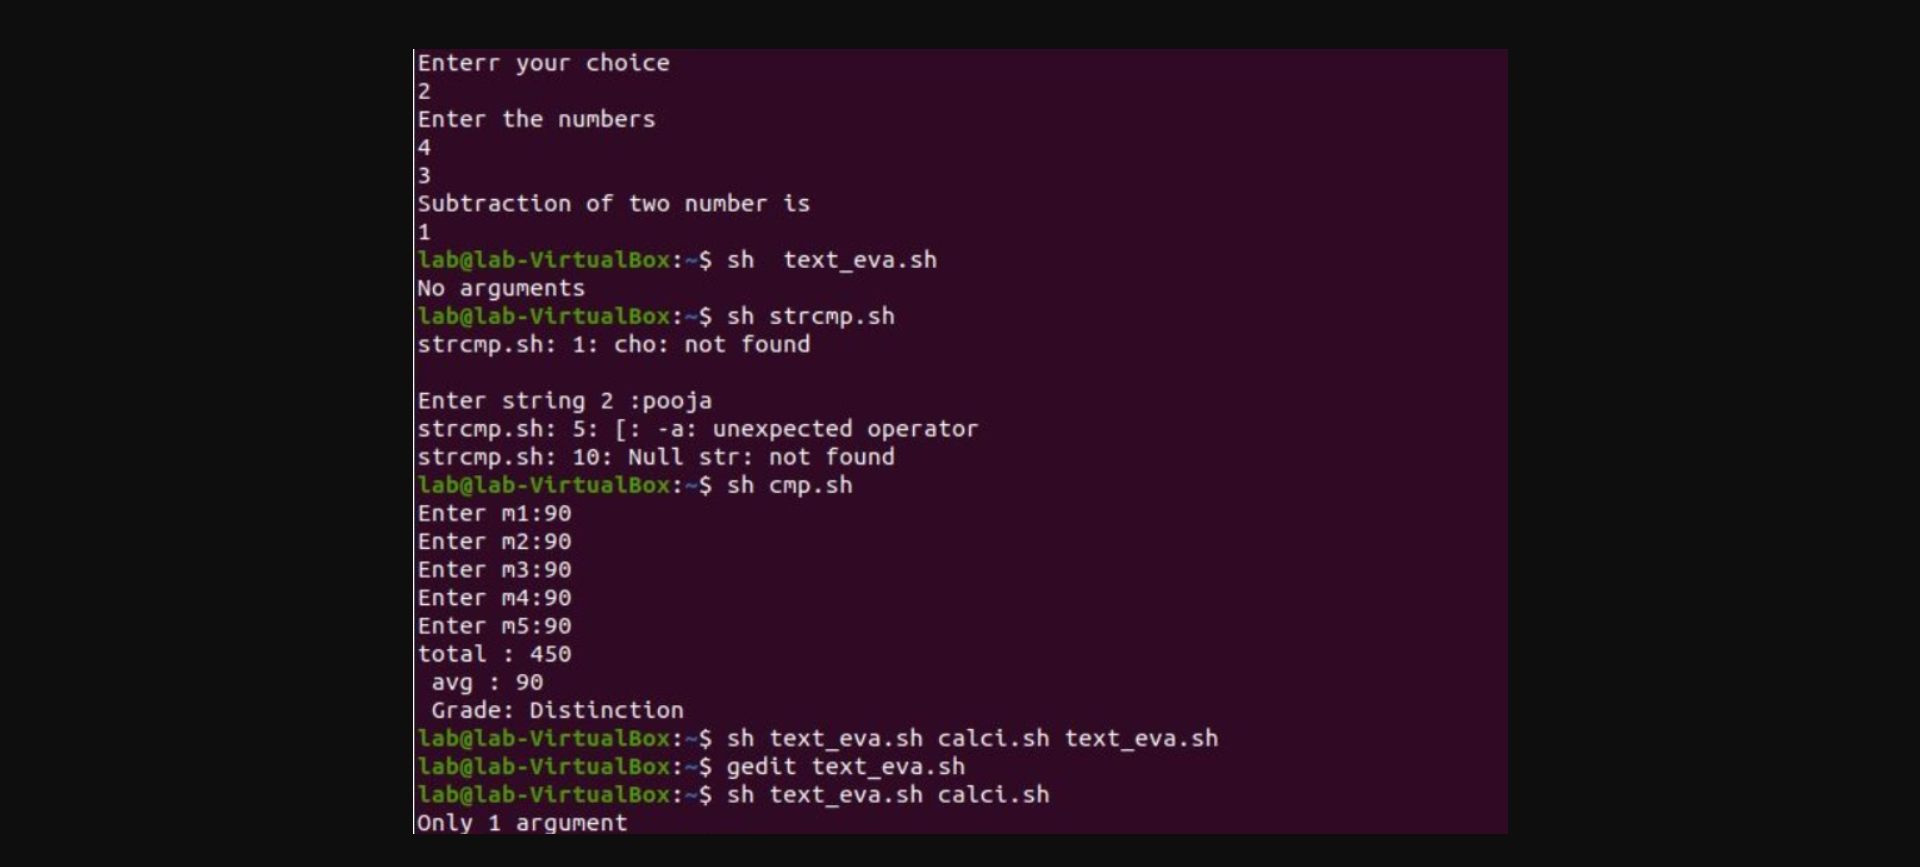 Enterr your choice
2
Enter the numbers
4
3
Subtraction of two number is
1
lab@lab-VirtualBox:~$ sh  text_eva.sh
No arguments
lab@lab-VirtualBox:~$ sh strcmp.sh
strcmp.sh: 1: cho: not found
Enter string 2 :pooja
strcmp.sh: 5: [: -a: unexpected operator
strcmp.sh: 10: Null str: not found
lab@lab-VirtualBox:~$ sh cmp.sh
Enter m1:90
Enter m2:90
Enter m3:90
Enter m4:90
Enter m5:90
total : 450
 avg : 90
 Grade: Distinction
lab@lab-VirtualBox:~$ sh text_eva.sh calci.sh text_eva.sh
lab@lab-VirtualBox:~$ gedit text_eva.sh
lab@lab-VirtualBox:~$ sh text_eva.sh calci.sh
Only 1 argument